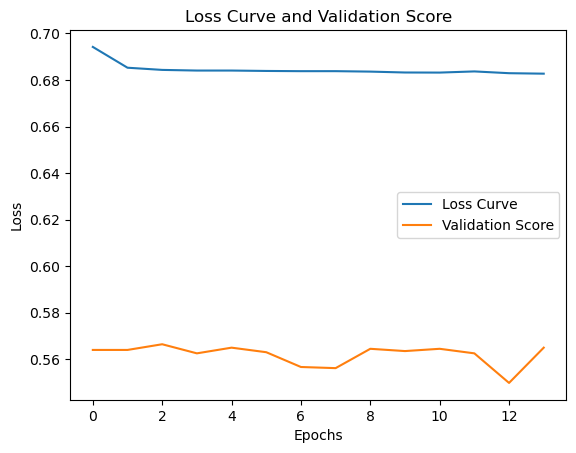 Loss Curve and Validation Score
0.70
0.68
0.66
0.64
0.62
0.60
0.58
0.56
Loss
Loss Curve
Validation Score
0 2 4 6 8 10 12
Epochs